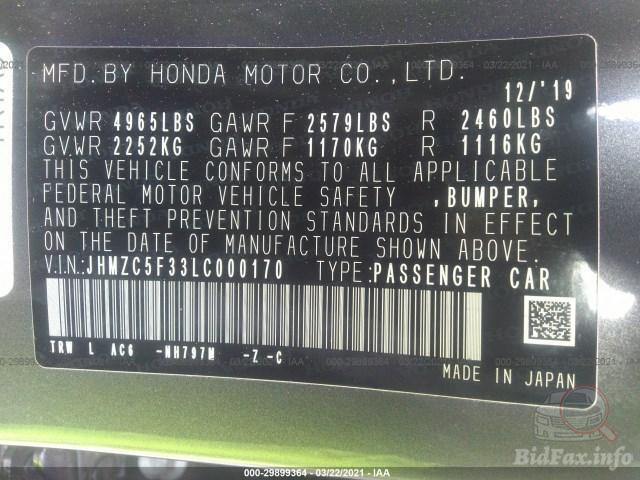 MFD.BY HONDA MOTOR CO.,LTD.
12/'19
GVWR 4965LBS GAWR F 2579LBS R 2460LBS
GVWR 2252KG GAWR F 1170KG R 1116KG
THIS VEHICLE CONFORMS TO ALL APPLICABLE
FEDERAL MOTOR VEHICLE SAFETY ,BUMPER,
AND THEFT PREVENTION STANDARDS IN EFFECT
ON THE DATE OF MANUFACTURE SHOWN ABOVE.
V.IN:JHMZC5F33LC000170 TYPE:PASSENGER CAR
TRW L AC6 -NH797M -Z -C
MADE IN JAPAN
BidFax.info
000-29899364 - 03/22/2021 - IAA